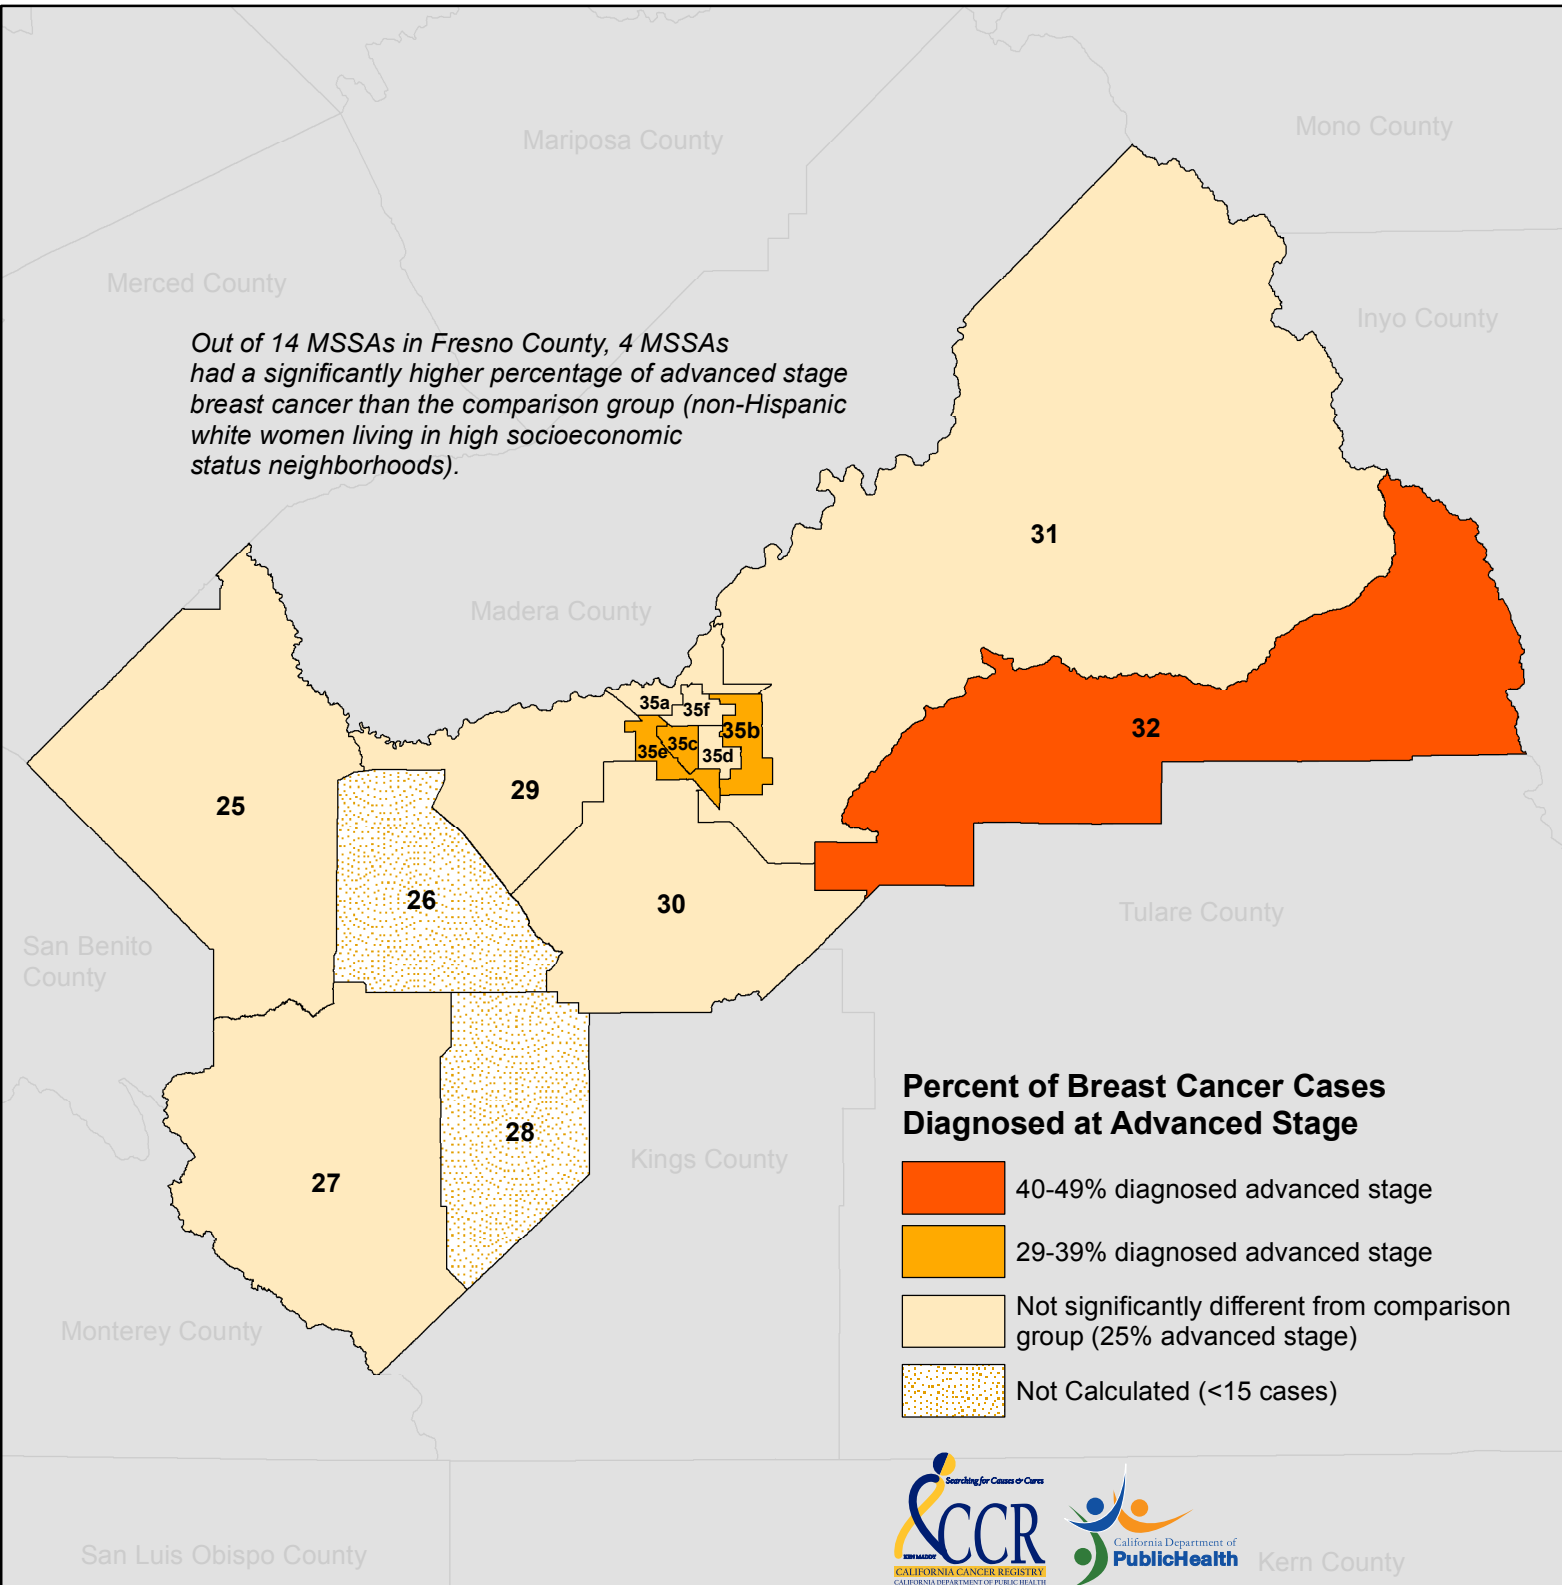 Mariposa County
Mono County
Merced County
Inyo County
Out of 14 MSSAs in Fresno County, 4 MSSAs
had a significantly higher percentage of advanced stage
breast cancer than the comparison group (non-Hispanic
white women living in high socioeconomic
status neighborhoods).
31
Madera County
35a
35f
35b
32
35c
35e
35d
25
29
26
30
Tulare County
San Benito
County
28
Kings County
27
Monterey County
Percent of Breast Cancer Cases
Diagnosed at Advanced Stage
40-49% diagnosed advanced stage
29-39% diagnosed advanced stage
Not significantly different from comparison
group (25% advanced stage)
Not Calculated (<15 cases)
San Luis Obispo County
Searching for Causes & Cures
CCR
KEN MADDY
CALIFORNIA CANCER REGISTRY
CALIFORNIA DEPARTMENT OF PUBLIC HEALTH
California Department of
PublicHealth
Kern County